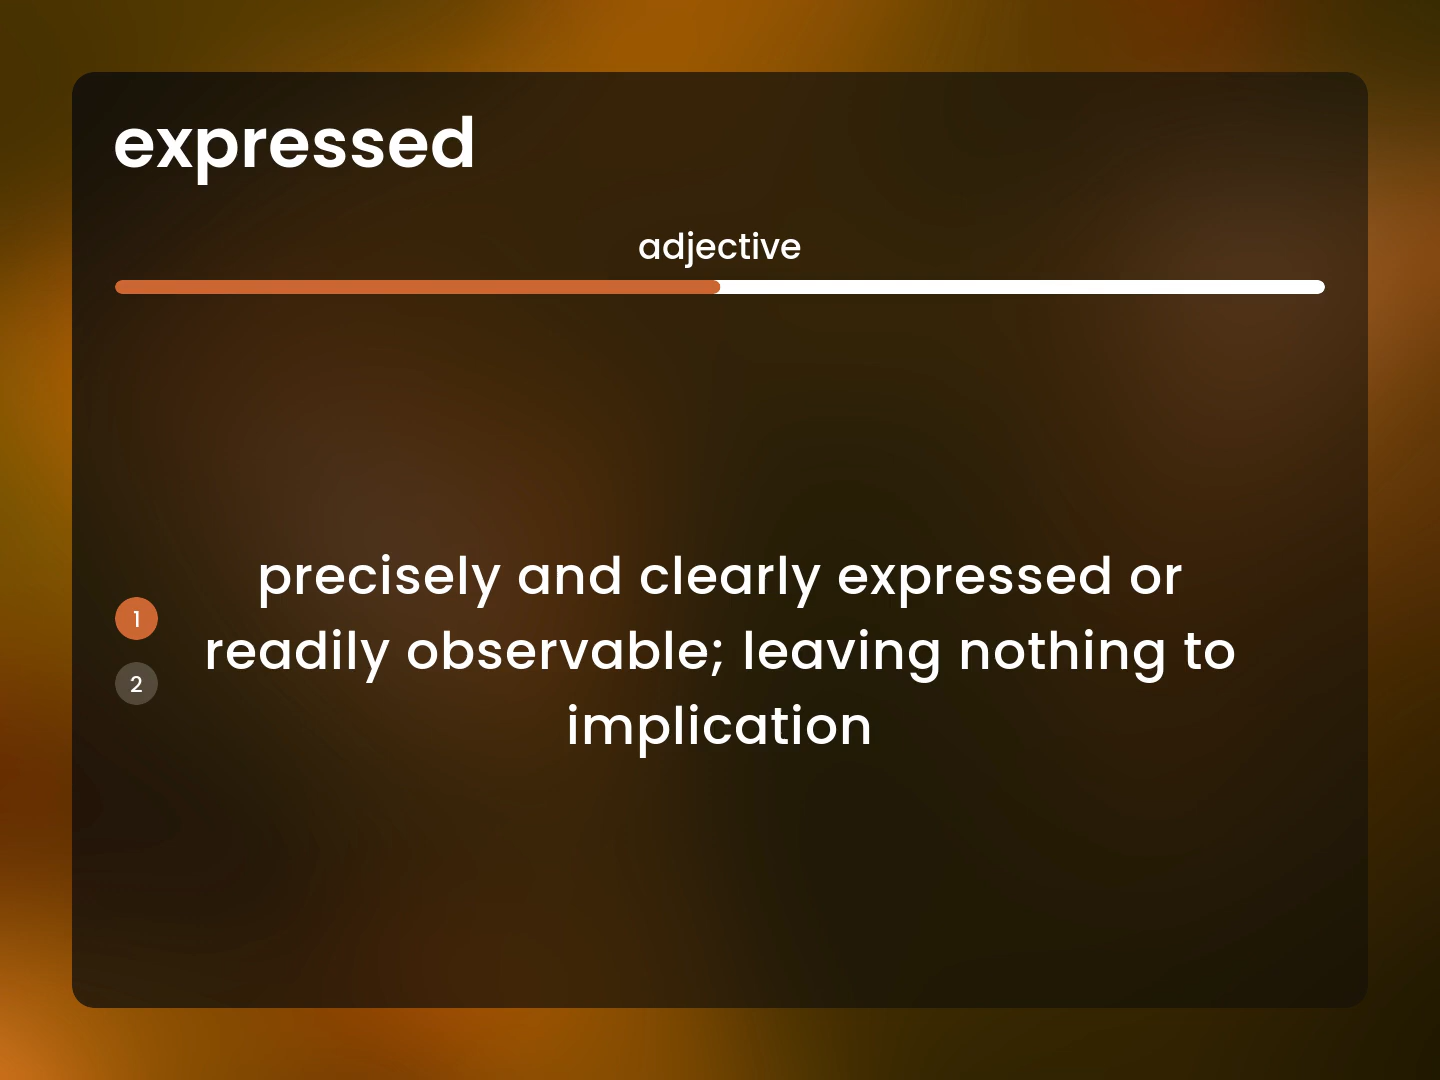 expressed
adjective
precisely and clearly expressed or
readily observable; leaving nothing to
implication
1
2